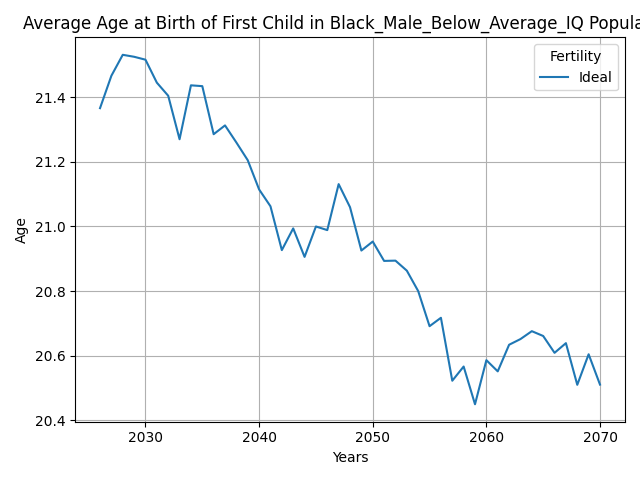 Average Age at Birth of First Child in Black_Male_Below_Average_IQ Popula
Fertility
Ideal
Age
21.4
21.2
21.0
20.8
20.6
20.4
2030 2040 2050 2060 2070
Years